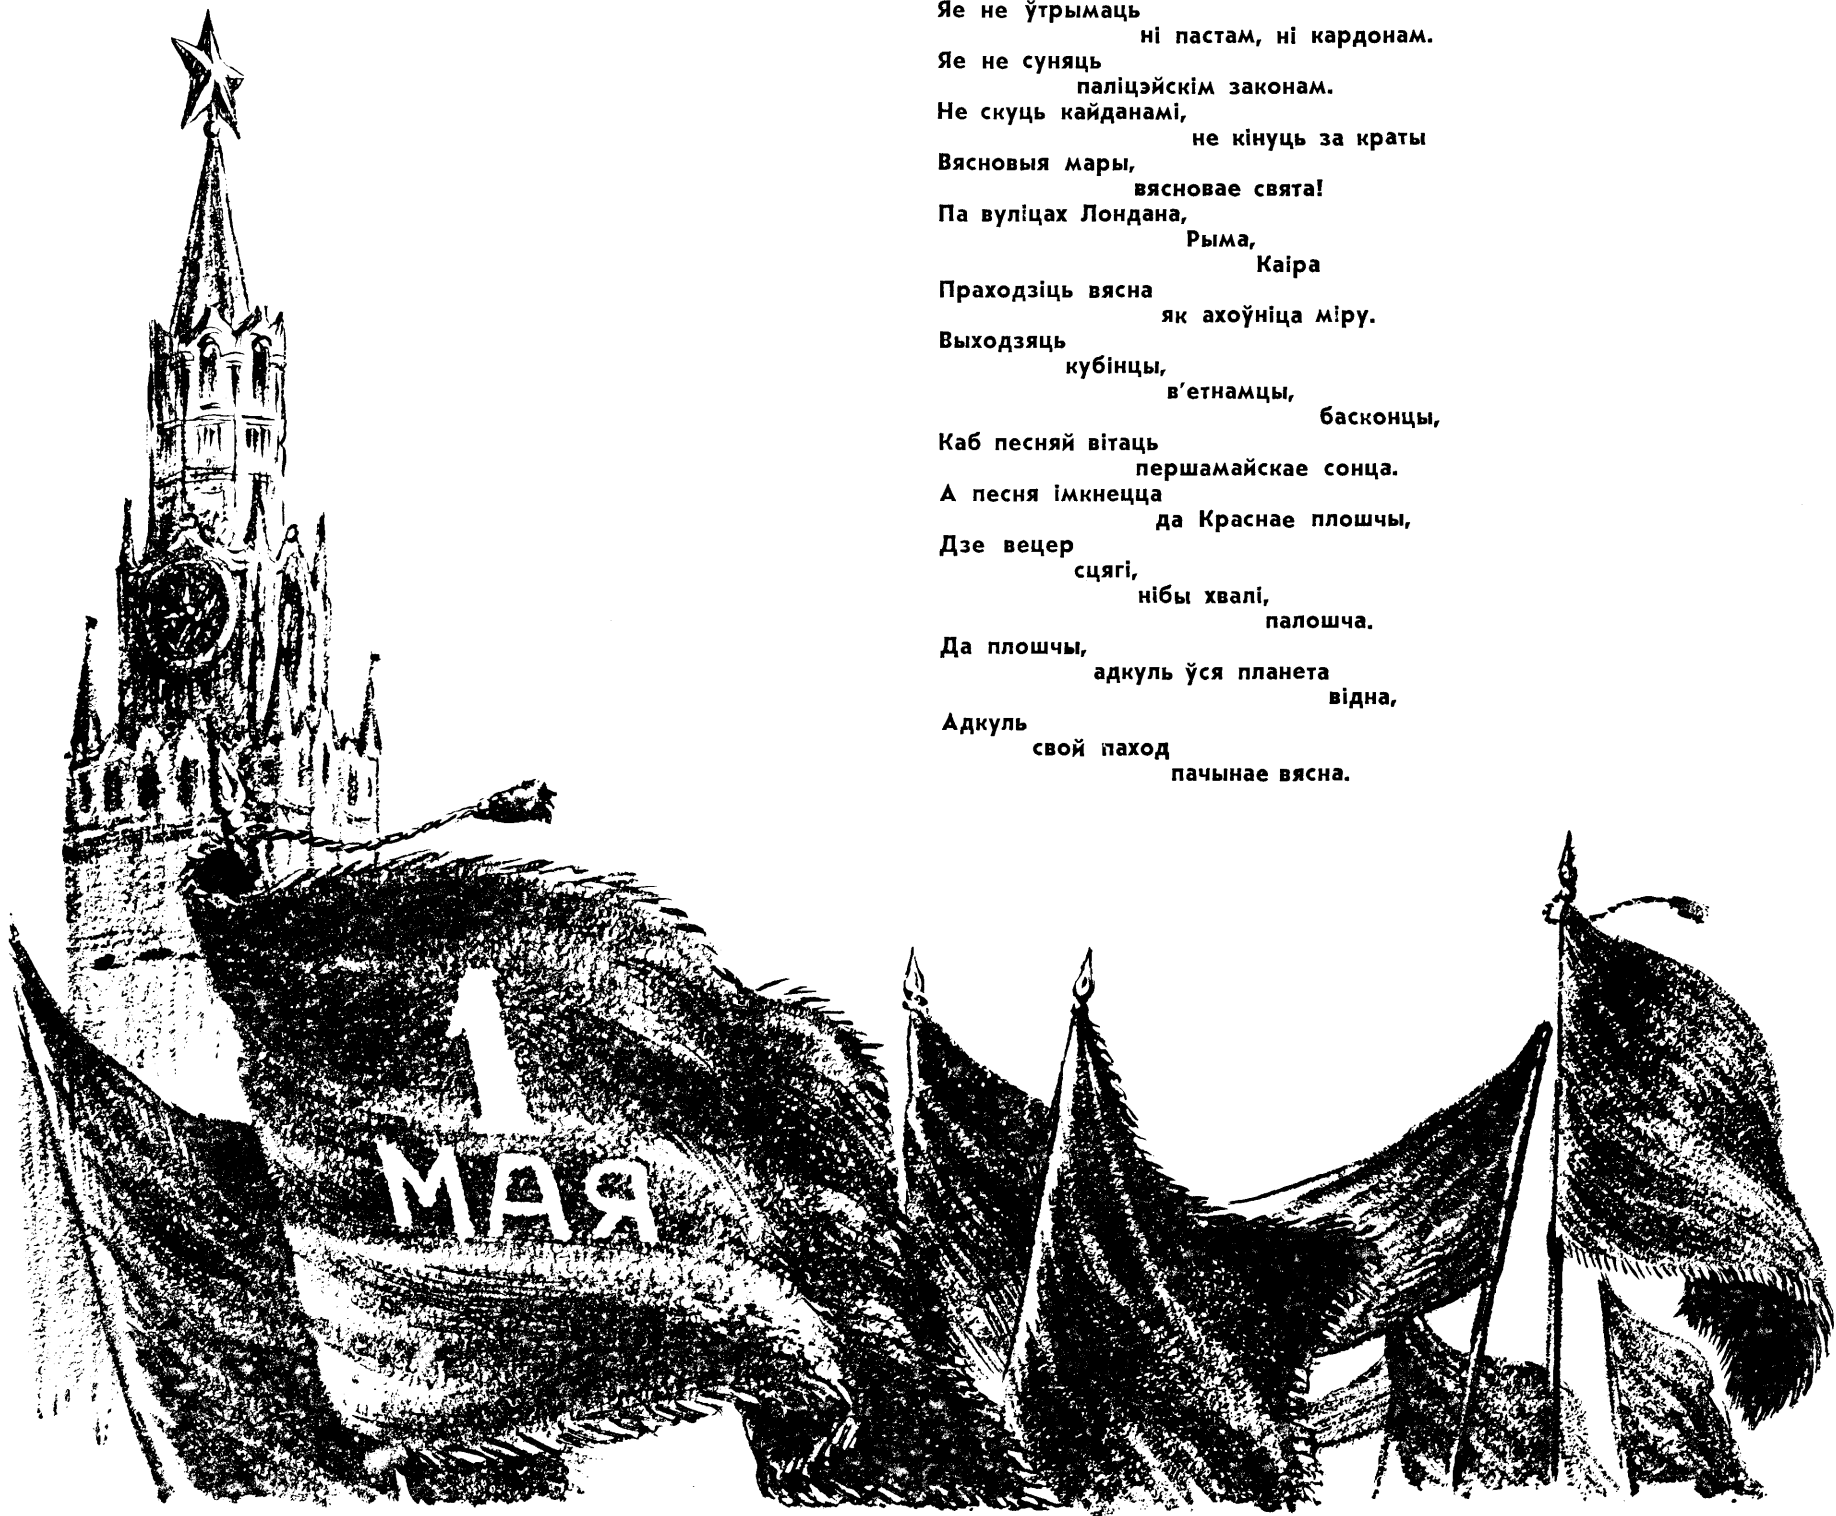 Яе не ўтрымаць
ні пастам, ні кардонам.
Яе не суняць
паліцэйскім законам.
Не скуць кайданамі,
не кінуць за краты
Вясновыя мары,
вясновае свята!
Па вуліцах Лондана,
Рыма,
Каіра
Праходзіць вясна
як ахоўніца міру.
Выходзяць
кубінцы,
в’етнамцы,
басконцы,
Каб песняй вітаць
першамайскае сонца.
А песня імкнецца
да Краснае плошчы,
Дзе вецер
сцягі,
нібы хвалі,
палошча.
Да плошчы,
адкуль ўся планета
відна,
Адкуль
свой паход
пачынае вясна.
1
МАЯ